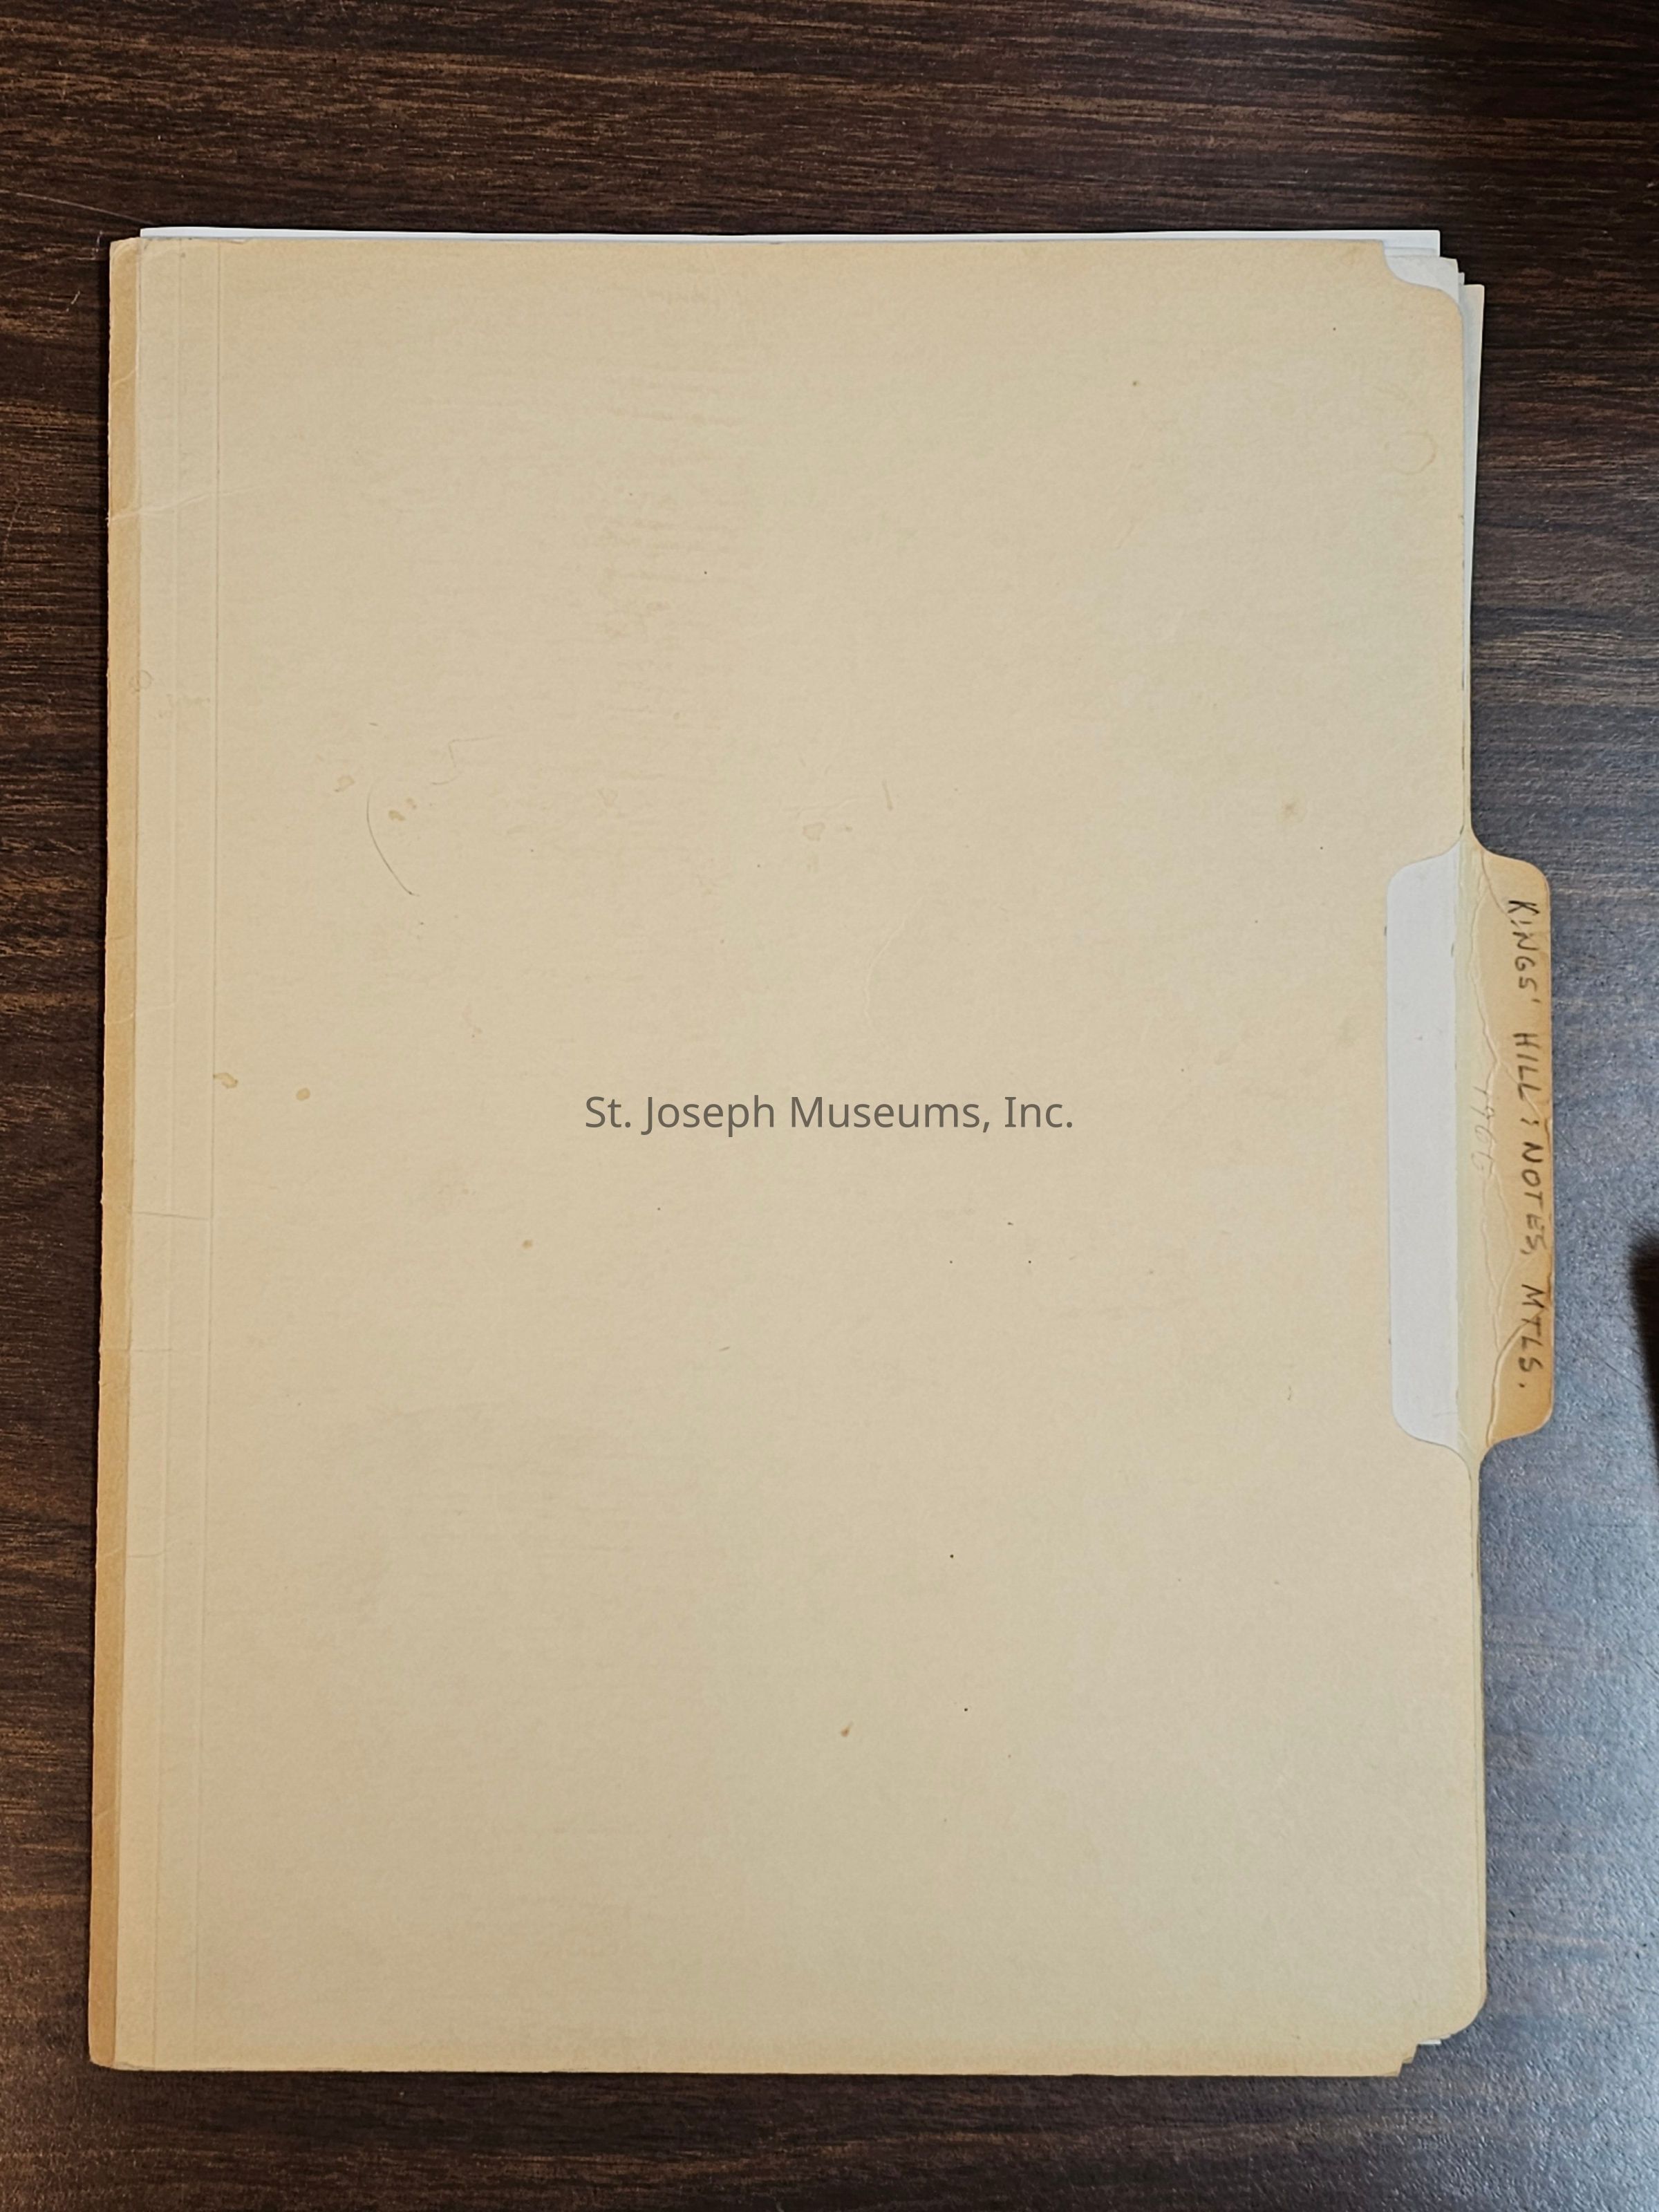 KINGS' HILL; NOTES, MTLS.
St. Joseph Museums, Inc.